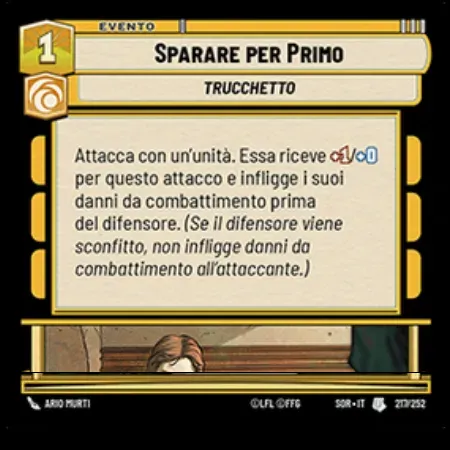 EVENTO
1
SPARARE PER PRIMO
TRUCCHETTO
Attacca con un'unità. Essa riceve +1/+0
per questo attacco e infligge i suoi
danni da combattimento prima
del difensore. (Se il difensore viene
sconfitto, non infligge danni da
combattimento all'attaccante.)
ARIO MURTI ©LFL ©FFG SOR • IT 217/252